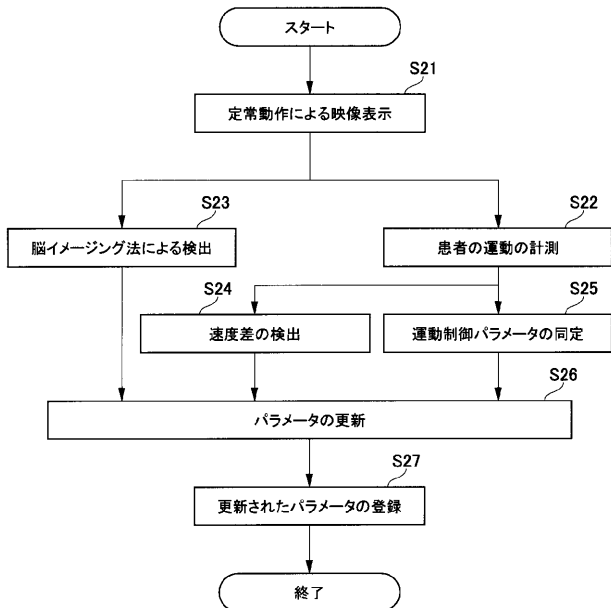 スタート
S21
定常動作による映像表示
S23
脳イメージング法による検出
S22
患者の運動の計測
S24
速度差の検出
S25
運動制御パラメータの同定
S26
パラメータの更新
S27
更新されたパラメータの登録
終了